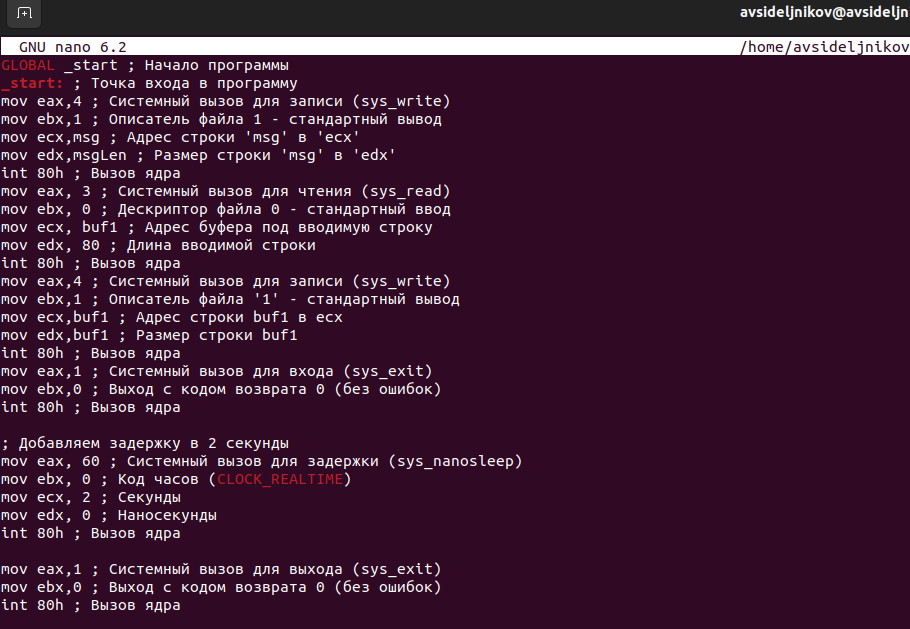 avsideljnikov@avsideljn
GNU nano 6.2 /home/avsideljnikov
GLOBAL _start ; Начало программы
_start: ; Точка входа в программу
mov eax,4 ; Системный вызов для записи (sys_write)
mov ebx,1 ; Описатель файла 1 - стандартный вывод
mov ecx,msg ; Адрес строки 'msg' в 'ecx'
mov edx,msgLen ; Размер строки 'msg' в 'edx'
int 80h ; Вызов ядра
mov eax, 3 ; Системный вызов для чтения (sys_read)
mov ebx, 0 ; Дескриптор файла 0 - стандартный ввод
mov ecx, buf1 ; Адрес буфера под вводимую строку
mov edx, 80 ; Длина вводимой строки
int 80h ; Вызов ядра
mov eax,4 ; Системный вызов для записи (sys_write)
mov ebx,1 ; Описатель файла '1' - стандартный вывод
mov ecx,buf1 ; Адрес строки buf1 в ecx
mov edx,buf1 ; Размер строки buf1
int 80h ; Вызов ядра
mov eax,1 ; Системный вызов для входа (sys_exit)
mov ebx,0 ; Выход с кодом возврата 0 (без ошибок)
int 80h ; Вызов ядра
; Добавляем задержку в 2 секунды
mov eax, 60 ; Системный вызов для задержки (sys_nanosleep)
mov ebx, 0 ; Код часов (CLOCK_REALTIME)
mov ecx, 2 ; Секунды
mov edx, 0 ; Наносекунды
int 80h ; Вызов ядра
mov eax,1 ; Системный вызов для выхода (sys_exit)
mov ebx,0 ; Выход с кодом возврата 0 (без ошибок)
int 80h ; Вызов ядра